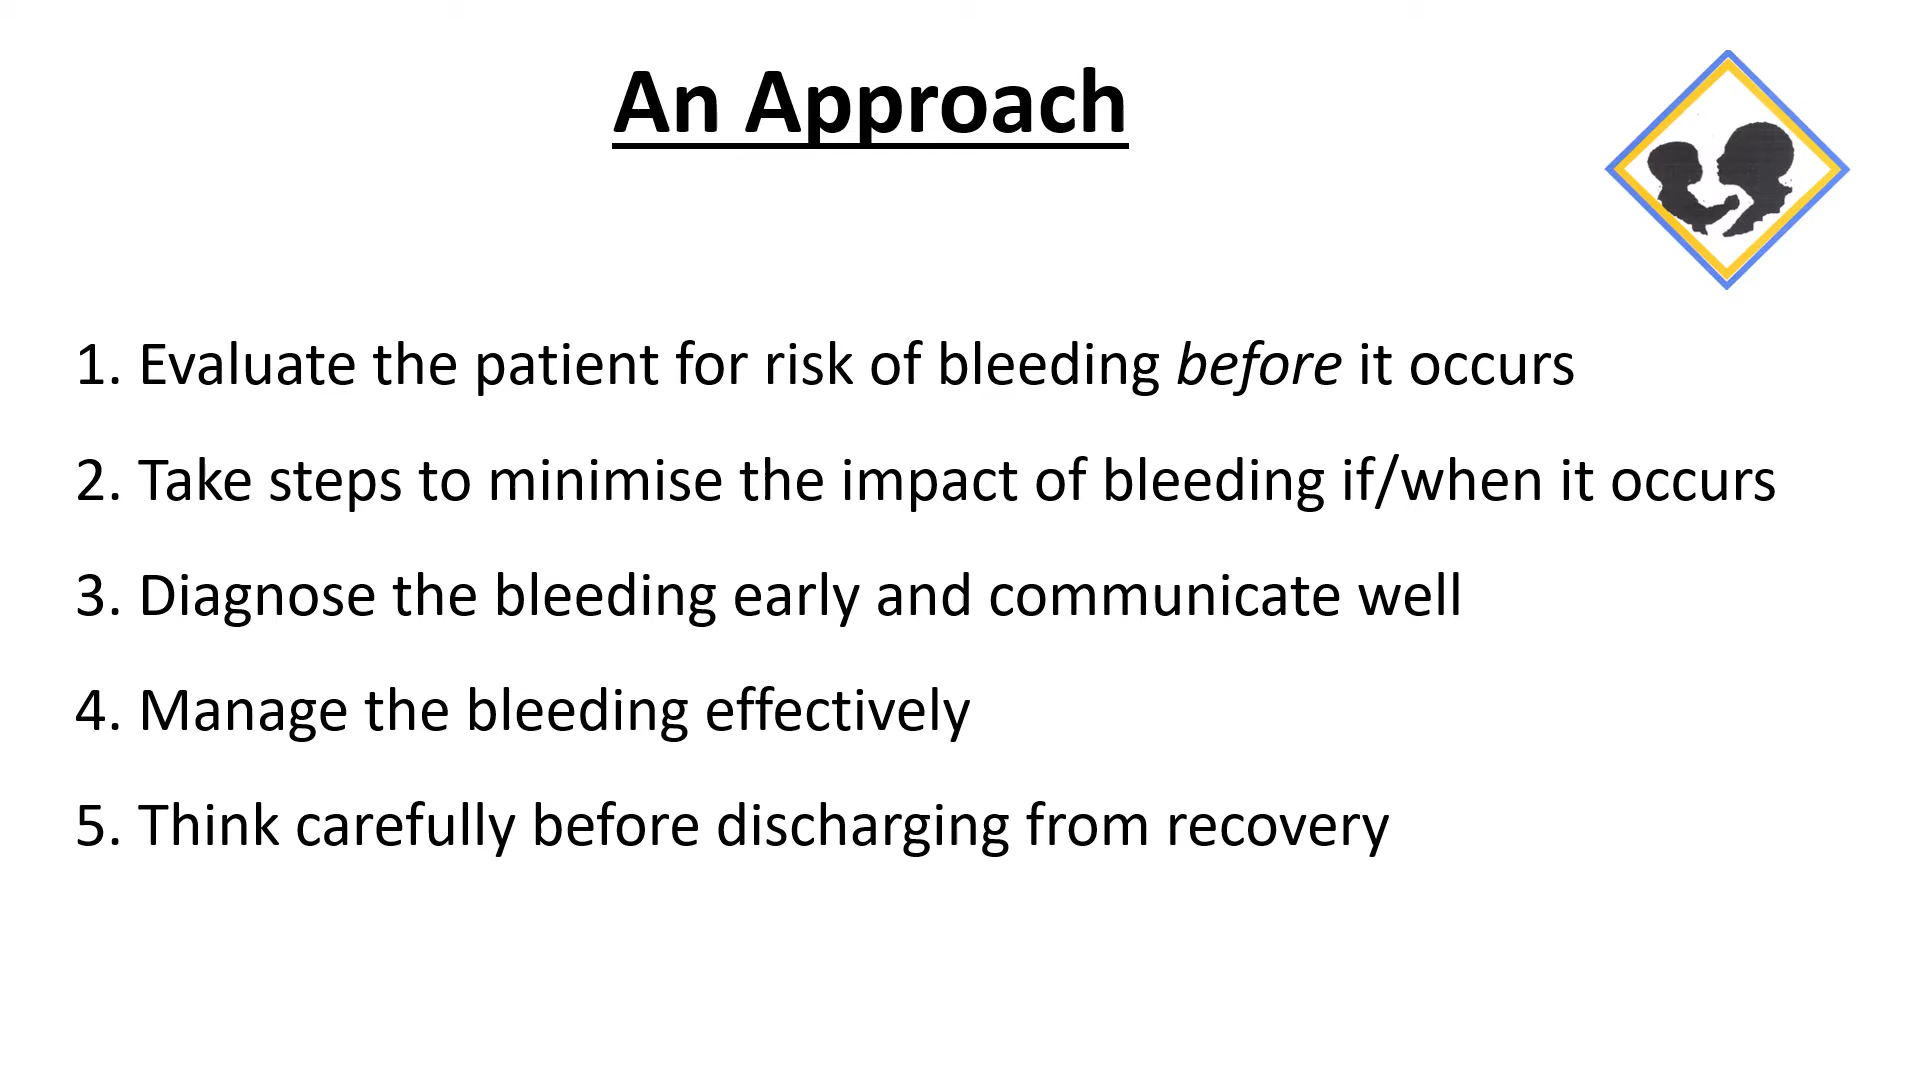 An Approach
1. Evaluate the patient for risk of bleeding before it occurs
2. Take steps to minimise the impact of bleeding if/when it occurs
3. Diagnose the bleeding early and communicate well
4. Manage the bleeding effectively
5. Think carefully before discharging from recovery